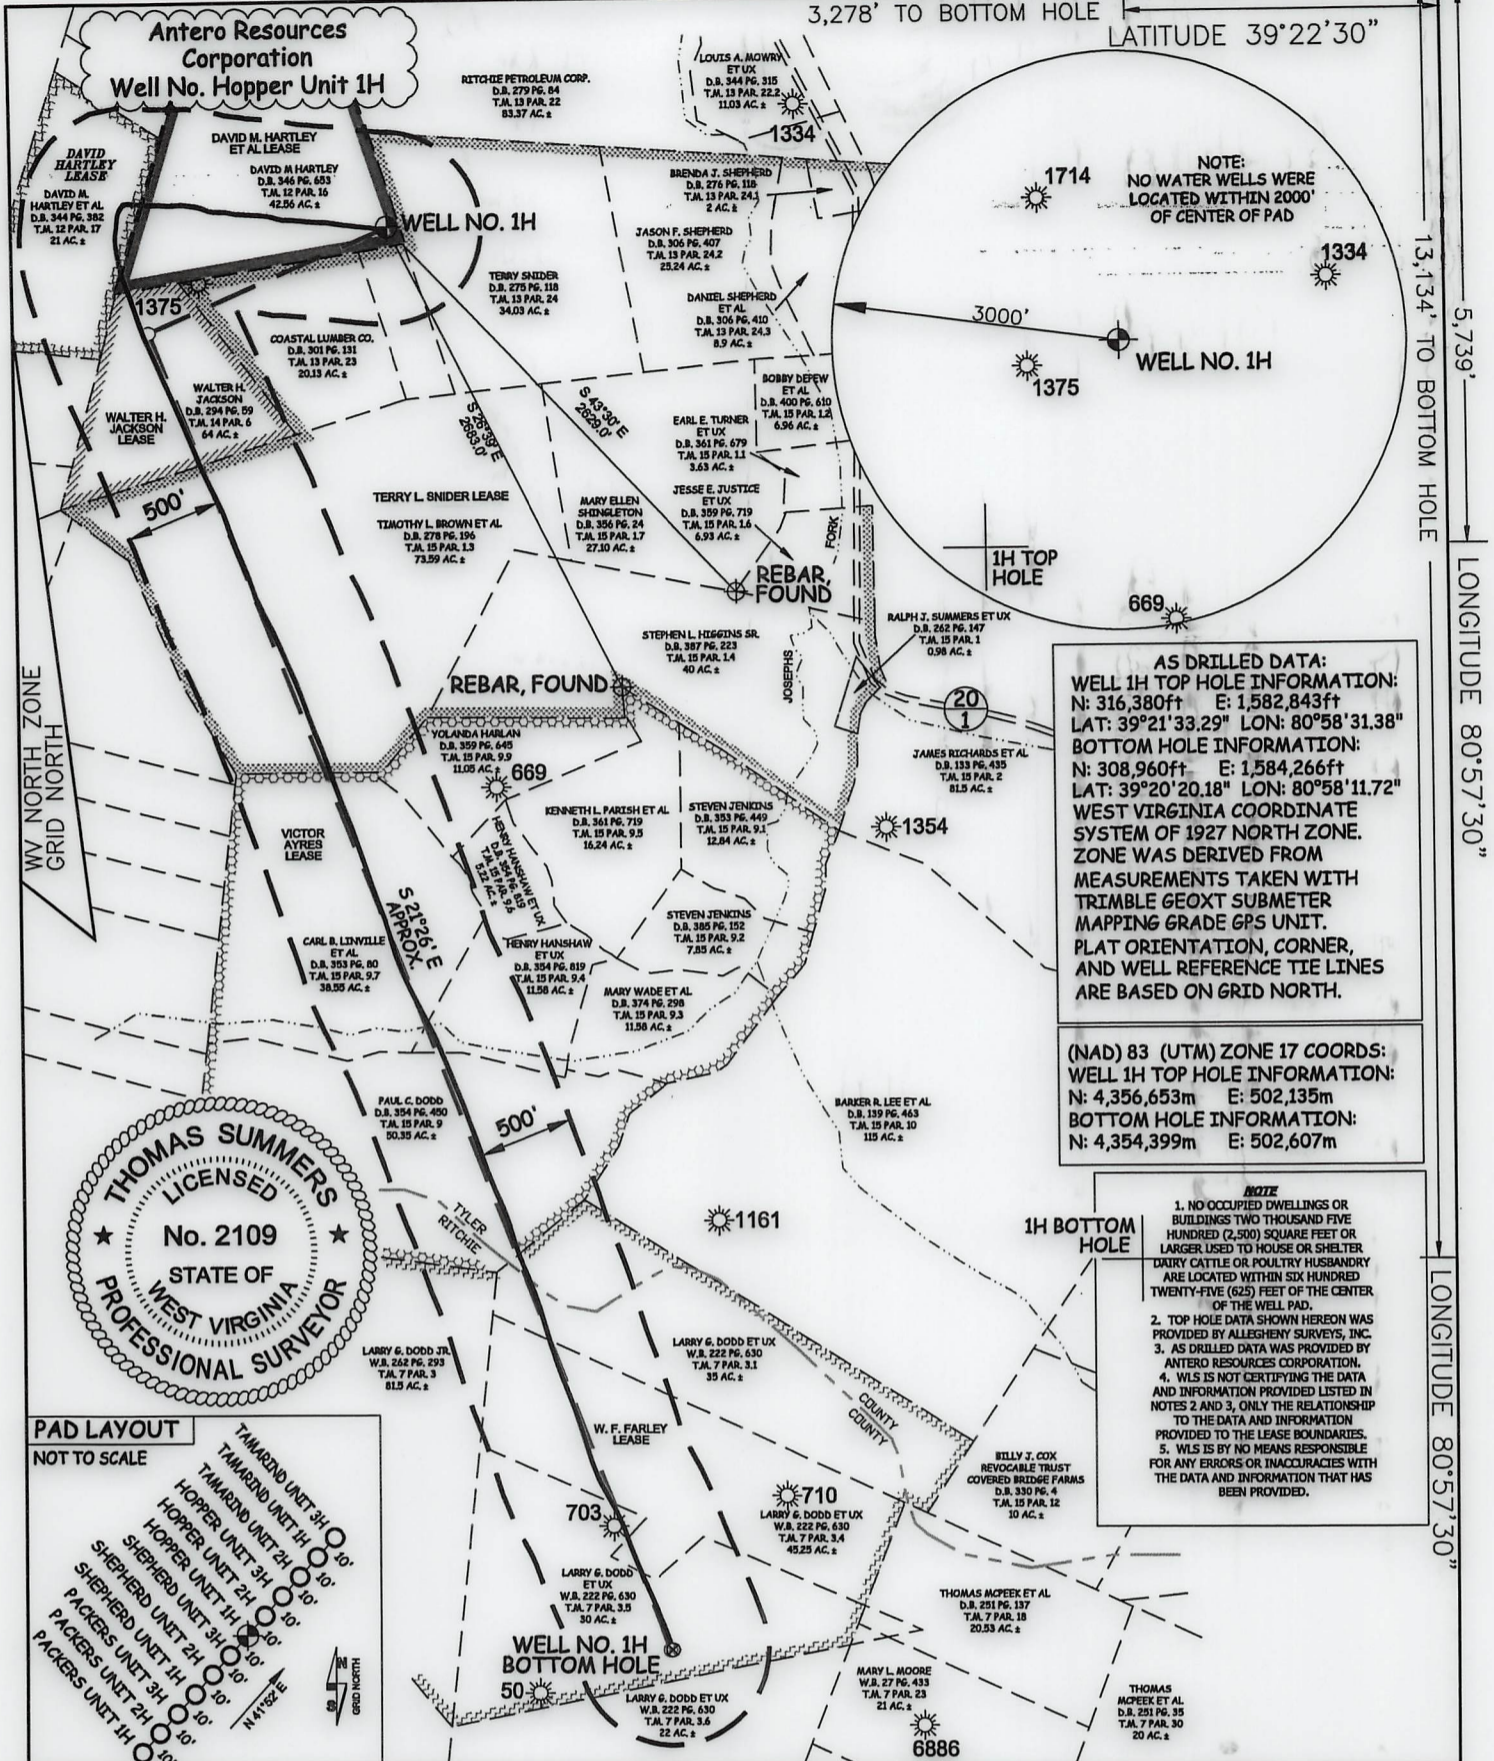 3,278' TO BOTTOM HOLE
LATITUDE 39°22'30"
Antero Resources
Corporation
Well No. Hopper Unit 1H
RITCHIE PETROLEUM CORP.
D.B. 279 PG. 84
T.M. 13 PAR. 22
83.37 AC. ±
LOUIS A. MOWRY
ET UX
D.B. 344 PG. 315
T.M. 13 PAR. 22.2
11.03 AC. ±
1334
DAVID
HARTLEY
LEASE
DAVID M.
HARTLEY ET AL
D.B. 344 PG. 382
T.M. 12 PAR. 17
21 AC. ±
DAVID M. HARTLEY
ET AL LEASE
DAVID M HARTLEY
D.B. 346 PG. 653
T.M. 12 PAR. 16
42.56 AC. ±
WELL NO. 1H
BRENDA J. SHEPHERD
D.B. 276 PG. 118
T.M. 13 PAR. 24.1
2 AC. ±
JASON F. SHEPHERD
D.B. 306 PG. 407
T.M. 13 PAR. 24.2
25.24 AC. ±
TERRY SNIDER
D.B. 275 PG. 118
T.M. 13 PAR. 24
34.03 AC. ±
DANIEL SHEPHERD
ET AL
D.B. 306 PG. 410
T.M. 13 PAR. 24.3
8.9 AC. ±
1375
COASTAL LUMBER CO.
D.B. 301 PG. 131
T.M. 13 PAR. 23
20.13 AC. ±
WALTER H.
JACKSON
D.B. 294 PG. 59
T.M. 14 PAR. 6
64 AC. ±
WALTER H.
JACKSON
LEASE
BOBBY DEPEW
ET AL
D.B. 400 PG. 610
T.M. 15 PAR. 1.2
6.96 AC. ±
EARL E. TURNER
ET UX
D.B. 361 PG. 679
T.M. 15 PAR. 1.1
3.63 AC. ±
JESSE E. JUSTICE
ET UX
D.B. 359 PG. 719
T.M. 15 PAR. 1.6
6.93 AC. ±
S 26°39' E
2683.0'
S 43°30' E
2629.0'
500'
TERRY L. SNIDER LEASE
TIMOTHY L. BROWN ET AL
D.B. 278 PG. 196
T.M. 15 PAR. 1.3
73.59 AC. ±
MARY ELLEN
SHINGLETON
D.B. 356 PG. 24
T.M. 15 PAR. 1.7
27.10 AC. ±
FORK
REBAR,
FOUND
NOTE:
NO WATER WELLS WERE
LOCATED WITHIN 2000'
OF CENTER OF PAD
1714
1334
3000'
WELL NO. 1H
1375
1H TOP
HOLE
669
13,134' TO BOTTOM HOLE
5,739'
LONGITUDE 80°57'30"
STEPHEN L. HIGGINS SR.
D.B. 387 PG. 223
T.M. 15 PAR. 1.4
40 AC. ±
RALPH J. SUMMERS ET UX
D.B. 262 PG. 147
T.M. 15 PAR. 1
0.98 AC. ±
JOSEPHS
REBAR, FOUND
20
1
WV NORTH ZONE
GRID NORTH
YOLANDA HARLAN
D.B. 359 PG. 645
T.M. 15 PAR. 9.9
11.05 AC. ±
669
JAMES RICHARDS ET AL
D.B. 133 PG. 435
T.M. 15 PAR. 2
81.5 AC. ±
1354
VICTOR
AYRES
LEASE
KENNETH L. PARISH ET AL
D.B. 361 PG. 719
T.M. 15 PAR. 9.5
16.24 AC. ±
STEVEN JENKINS
D.B. 353 PG. 449
T.M. 15 PAR. 9.1
12.84 AC. ±
HENRY HANSHAW ET UX
D.B. 354 PG. 819
T.M. 15 PAR. 9.6
5.22 AC. ±
S 21°26' E
APPROX.
STEVEN JENKINS
D.B. 385 PG. 152
T.M. 15 PAR. 9.2
7.85 AC. ±
CARL B. LINVILLE
ET AL
D.B. 353 PG. 80
T.M. 15 PAR. 9.7
38.55 AC. ±
HENRY HANSHAW
ET UX
D.B. 354 PG. 819
T.M. 15 PAR. 9.4
11.58 AC. ±
MARY WADE ET AL
D.B. 374 PG. 298
T.M. 15 PAR. 9.3
11.58 AC. ±
AS DRILLED DATA:
WELL 1H TOP HOLE INFORMATION:
N: 316,380ft E: 1,582,843ft
LAT: 39°21'33.29" LON: 80°58'31.38"
BOTTOM HOLE INFORMATION:
N: 308,960ft E: 1,584,266ft
LAT: 39°20'20.18" LON: 80°58'11.72"
WEST VIRGINIA COORDINATE
SYSTEM OF 1927 NORTH ZONE.
ZONE WAS DERIVED FROM
MEASUREMENTS TAKEN WITH
TRIMBLE GEOXT SUBMETER
MAPPING GRADE GPS UNIT.
PLAT ORIENTATION, CORNER,
AND WELL REFERENCE TIE LINES
ARE BASED ON GRID NORTH.
(NAD) 83 (UTM) ZONE 17 COORDS:
WELL 1H TOP HOLE INFORMATION:
N: 4,356,653m E: 502,135m
BOTTOM HOLE INFORMATION:
N: 4,354,399m E: 502,607m
PAUL C. DODD
D.B. 354 PG. 450
T.M. 15 PAR. 9
50.35 AC. ±
500'
BARKER R. LEE ET AL
D.B. 139 PG. 463
T.M. 15 PAR. 10
115 AC. ±
THOMAS SUMMERS
LICENSED
No. 2109
STATE OF
WEST VIRGINIA
PROFESSIONAL SURVEYOR
TYLER
RITCHIE
1161
1H BOTTOM
HOLE
NOTE
1. NO OCCUPIED DWELLINGS OR
BUILDINGS TWO THOUSAND FIVE
HUNDRED (2,500) SQUARE FEET OR
LARGER USED TO HOUSE OR SHELTER
DAIRY CATTLE OR POULTRY HUSBANDRY
ARE LOCATED WITHIN SIX HUNDRED
TWENTY-FIVE (625) FEET OF THE CENTER
OF THE WELL PAD.
2. TOP HOLE DATA SHOWN HEREON WAS
PROVIDED BY ALLEGHENY SURVEYS, INC.
3. AS DRILLED DATA WAS PROVIDED BY
ANTERO RESOURCES CORPORATION.
4. WLS IS NOT CERTIFYING THE DATA
AND INFORMATION PROVIDED LISTED IN
NOTES 2 AND 3, ONLY THE RELATIONSHIP
TO THE DATA AND INFORMATION
PROVIDED TO THE LEASE BOUNDARIES.
5. WLS IS BY NO MEANS RESPONSIBLE
FOR ANY ERRORS OR INACCURACIES WITH
THE DATA AND INFORMATION THAT HAS
BEEN PROVIDED.
LONGITUDE 80°57'30"
LARRY G. DODD JR.
W.B. 262 PG. 293
T.M. 7 PAR. 3
81.5 AC. ±
LARRY G. DODD ET UX
W.B. 222 PG. 630
T.M. 7 PAR. 3.1
35 AC. ±
COUNTY
COUNTY
W. F. FARLEY
LEASE
BILLY J. COX
REVOCABLE TRUST
COVERED BRIDGE FARMS
D.B. 330 PG. 4
T.M. 15 PAR. 12
10 AC. ±
703
710
LARRY G. DODD ET UX
W.B. 222 PG. 630
T.M. 7 PAR. 3.4
45.25 AC. ±
LARRY G. DODD
ET UX
W.B. 222 PG. 630
T.M. 7 PAR. 3.5
30 AC. ±
THOMAS MCPEEK ET AL
D.B. 251 PG. 137
T.M. 7 PAR. 18
20.53 AC. ±
WELL NO. 1H
BOTTOM HOLE
50
LARRY G. DODD ET UX
W.B. 222 PG. 630
T.M. 7 PAR. 3.6
22 AC. ±
MARY L. MOORE
W.B. 27 PG. 433
T.M. 7 PAR. 23
21 AC. ±
6886
THOMAS
MCPEEK ET AL
D.B. 251 PG. 35
T.M. 7 PAR. 30
20 AC. ±
PAD LAYOUT
NOT TO SCALE
TAMARIND UNIT 3H
10'
TAMARIND UNIT 1H
10'
TAMARIND UNIT 2H
10'
HOPPER UNIT 3H
10'
HOPPER UNIT 2H
10'
HOPPER UNIT 1H
10'
SHEPHERD UNIT 3H
10'
SHEPHERD UNIT 2H
10'
SHEPHERD UNIT 1H
10'
PACKERS UNIT 3H
10'
PACKERS UNIT 2H
10'
PACKERS UNIT 1H
10'
N 41°52' E
N
S
GRID NORTH